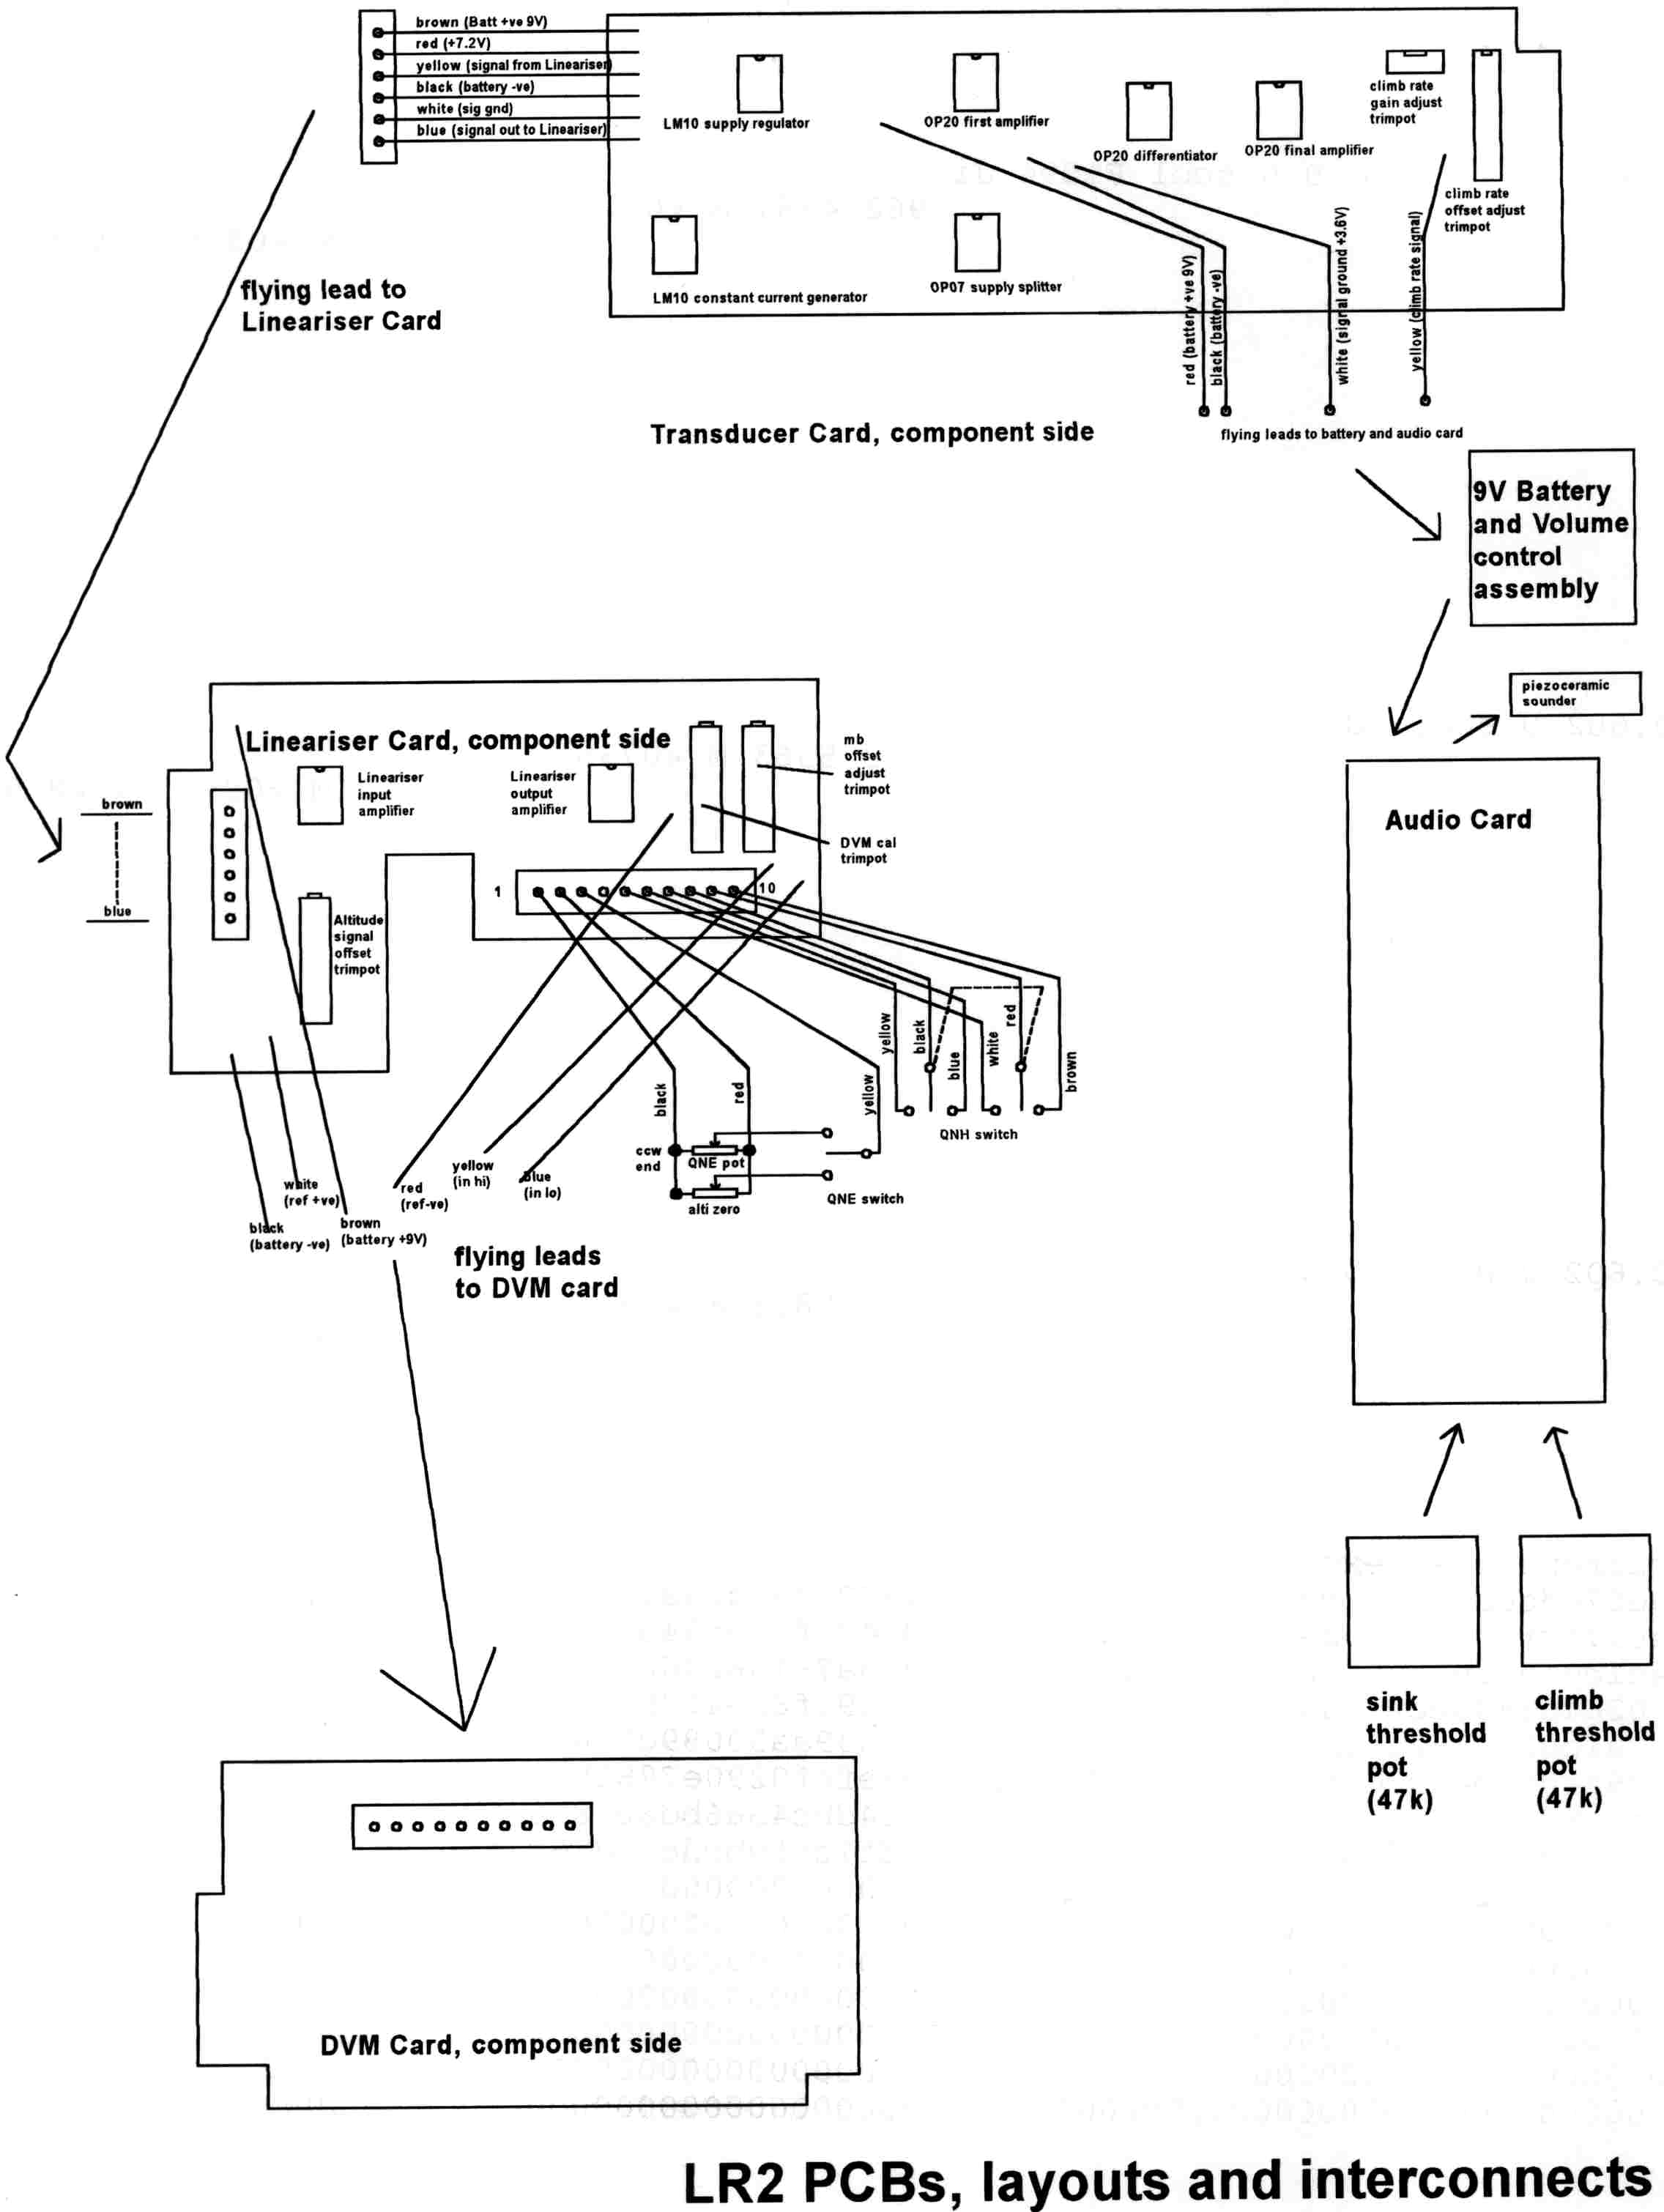 brown (Batt +ve 9V)
red (+7.2V)
yellow (signal from Lineariser)
black (battery -ve)
white (sig gnd)
blue (signal out to Lineariser)
LM10 supply regulator
OP20 first amplifier
OP20 differentiator
OP20 final amplifier
climb rate
gain adjust
trimpot
climb rate
offset adjust
trimpot
LM10 constant current generator
OP07 supply splitter
red (battery +ve 9V)
black (battery -ve)
white (signal ground +3.6V)
yellow (climb rate signal)
flying lead to
Lineariser Card
Transducer Card, component side
flying leads to battery and audio card
9V Battery
and Volume
control
assembly
piezoceramic
sounder
Audio Card
Lineariser Card, component side
Lineariser
input
amplifier
Lineariser
output
amplifier
mb
offset
adjust
trimpot
DVM cal
trimpot
brown
blue
1
10
Altitude
signal
offset
trimpot
yellow
black
blue
white
red
brown
QNH switch
black
red
yellow
ccw
end
QNE pot
alti zero
QNE switch
yellow
(in hi)
blue
(in lo)
white
(ref +ve)
red
(ref-ve)
black
(battery -ve)
brown
(battery +9V)
flying leads
to DVM card
sink
threshold
pot
(47k)
climb
threshold
pot
(47k)
DVM Card, component side
LR2 PCBs, layouts and interconnects